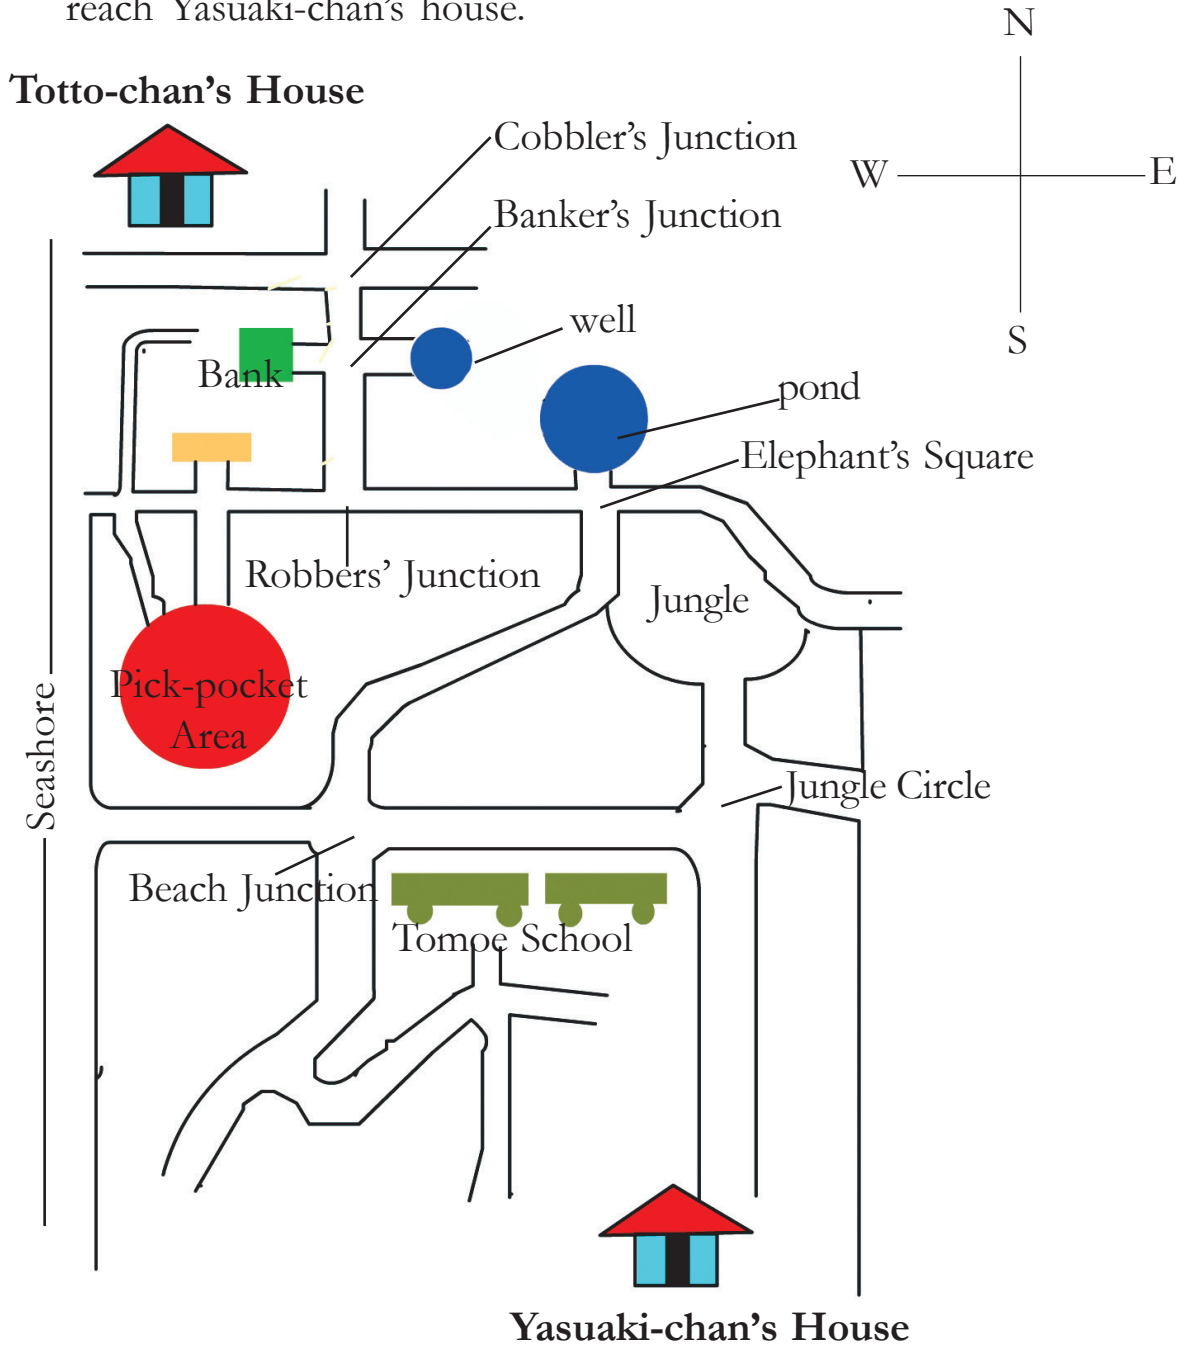 reach Yasuaki-chan's house.
N
Totto-chan's House
Cobbler's Junction
W
E
Banker's Junction
well
S
Bank
pond
Elephant's Square
Robbers' Junction
Jungle
Pick-pocket
Area
Seashore
Jungle Circle
Beach Junction
Tomoe School
Yasuaki-chan's House